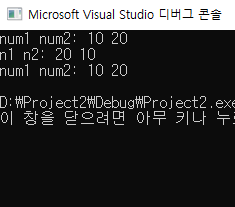 Microsoft Visual Studio 디버그 콘솔
num1 num2: 10 20
n1 n2: 20 10
num1 num2: 10 20
D:₩Project2₩Debug₩Project2.exe
이 창을 닫으려면 아무 키나